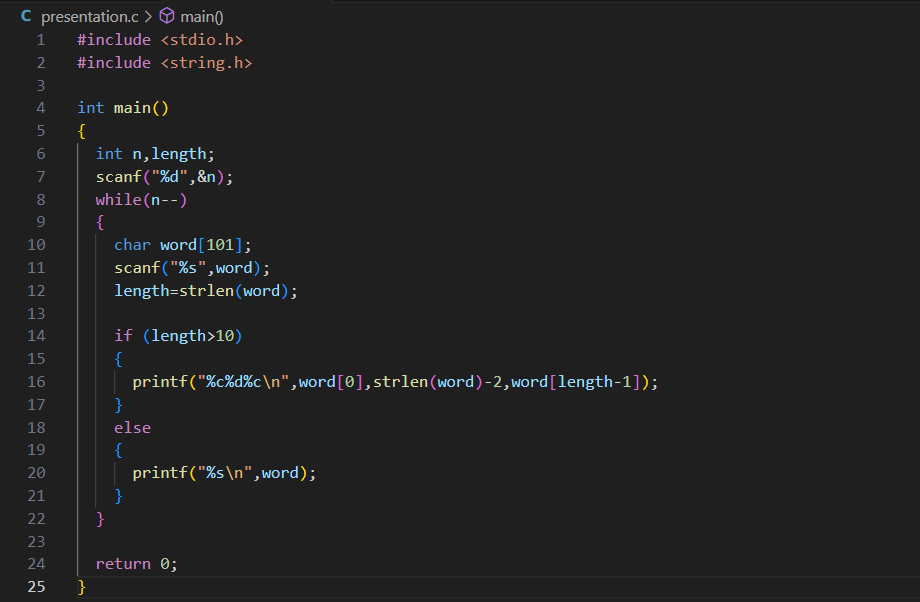 C presentation.c > main()
1 #include <stdio.h>
2 #include <string.h>
3
4 int main()
5 {
6   int n,length;
7   scanf("%d",&n);
8   while(n--)
9   {
10     char word[101];
11     scanf("%s",word);
12     length=strlen(word);
13
14     if (length>10)
15     {
16       printf("%c%d%c\n",word[0],strlen(word)-2,word[length-1]);
17     }
18     else
19     {
20       printf("%s\n",word);
21     }
22   }
23
24   return 0;
25 }